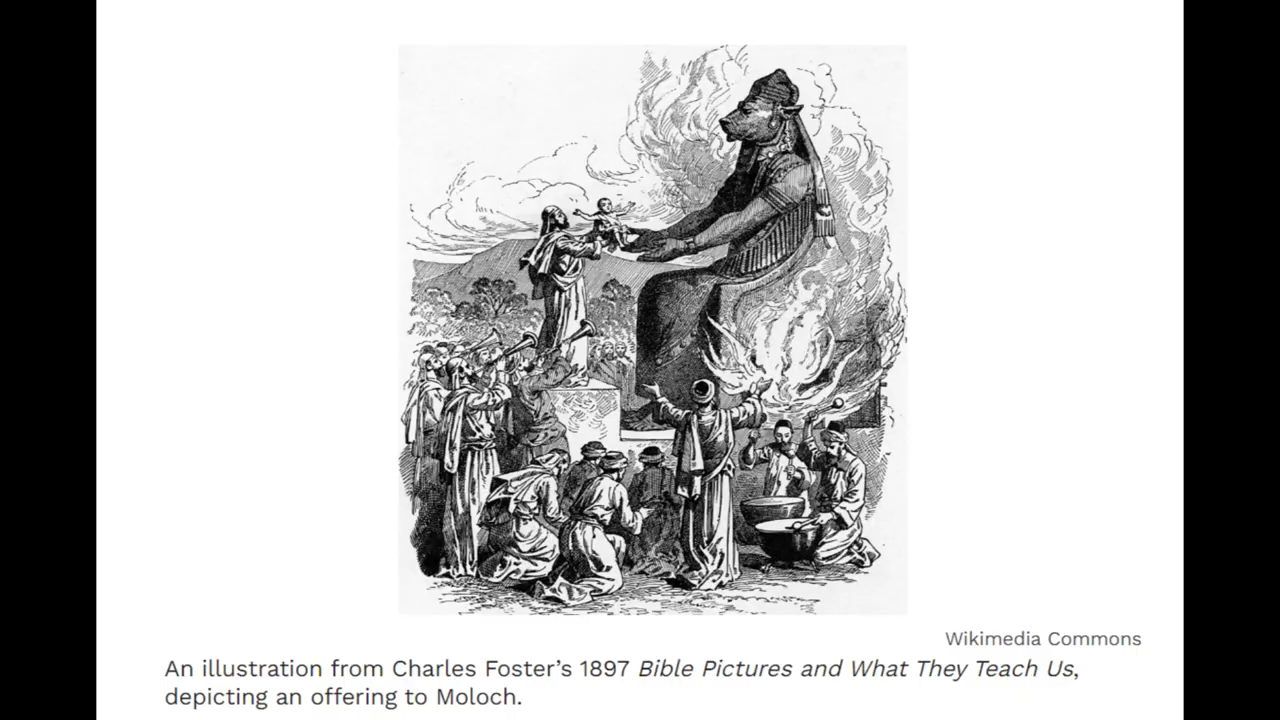 Wikimedia Commons
An illustration from Charles Foster’s 1897 Bible Pictures and What They Teach Us,
depicting an offering to Moloch.